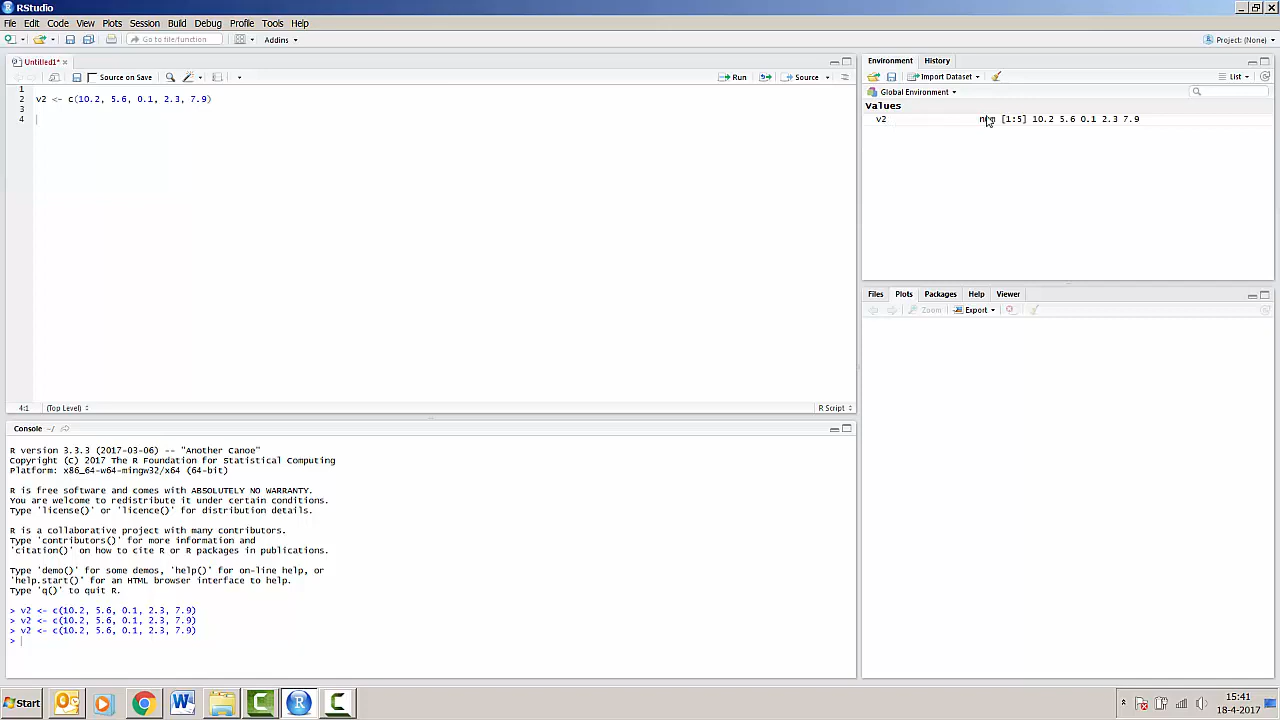 RStudio
File Edit Code View Plots Session Build Debug Profile Tools Help
Go to file/function Addins Project: (None)
Untitled1*
Source on Save Run Source
1
2 v2 <- c(10.2, 5.6, 0.1, 2.3, 7.9)
3
4
4:1 (Top Level) R Script
Console ~/
R version 3.3.3 (2017-03-06) -- "Another Canoe"
Copyright (C) 2017 The R Foundation for Statistical Computing
Platform: x86_64-w64-mingw32/x64 (64-bit)
R is free software and comes with ABSOLUTELY NO WARRANTY.
You are welcome to redistribute it under certain conditions.
Type 'license()' or 'licence()' for distribution details.
R is a collaborative project with many contributors.
Type 'contributors()' for more information and
'citation()' on how to cite R or R packages in publications.
Type 'demo()' for some demos, 'help()' for on-line help, or
'help.start()' for an HTML browser interface to help.
Type 'q()' to quit R.
> v2 <- c(10.2, 5.6, 0.1, 2.3, 7.9)
> v2 <- c(10.2, 5.6, 0.1, 2.3, 7.9)
> v2 <- c(10.2, 5.6, 0.1, 2.3, 7.9)
>
Environment History
Import Dataset List
Global Environment
Values
v2 num [1:5] 10.2 5.6 0.1 2.3 7.9
Files Plots Packages Help Viewer
Zoom Export
Start
15:41
18-4-2017